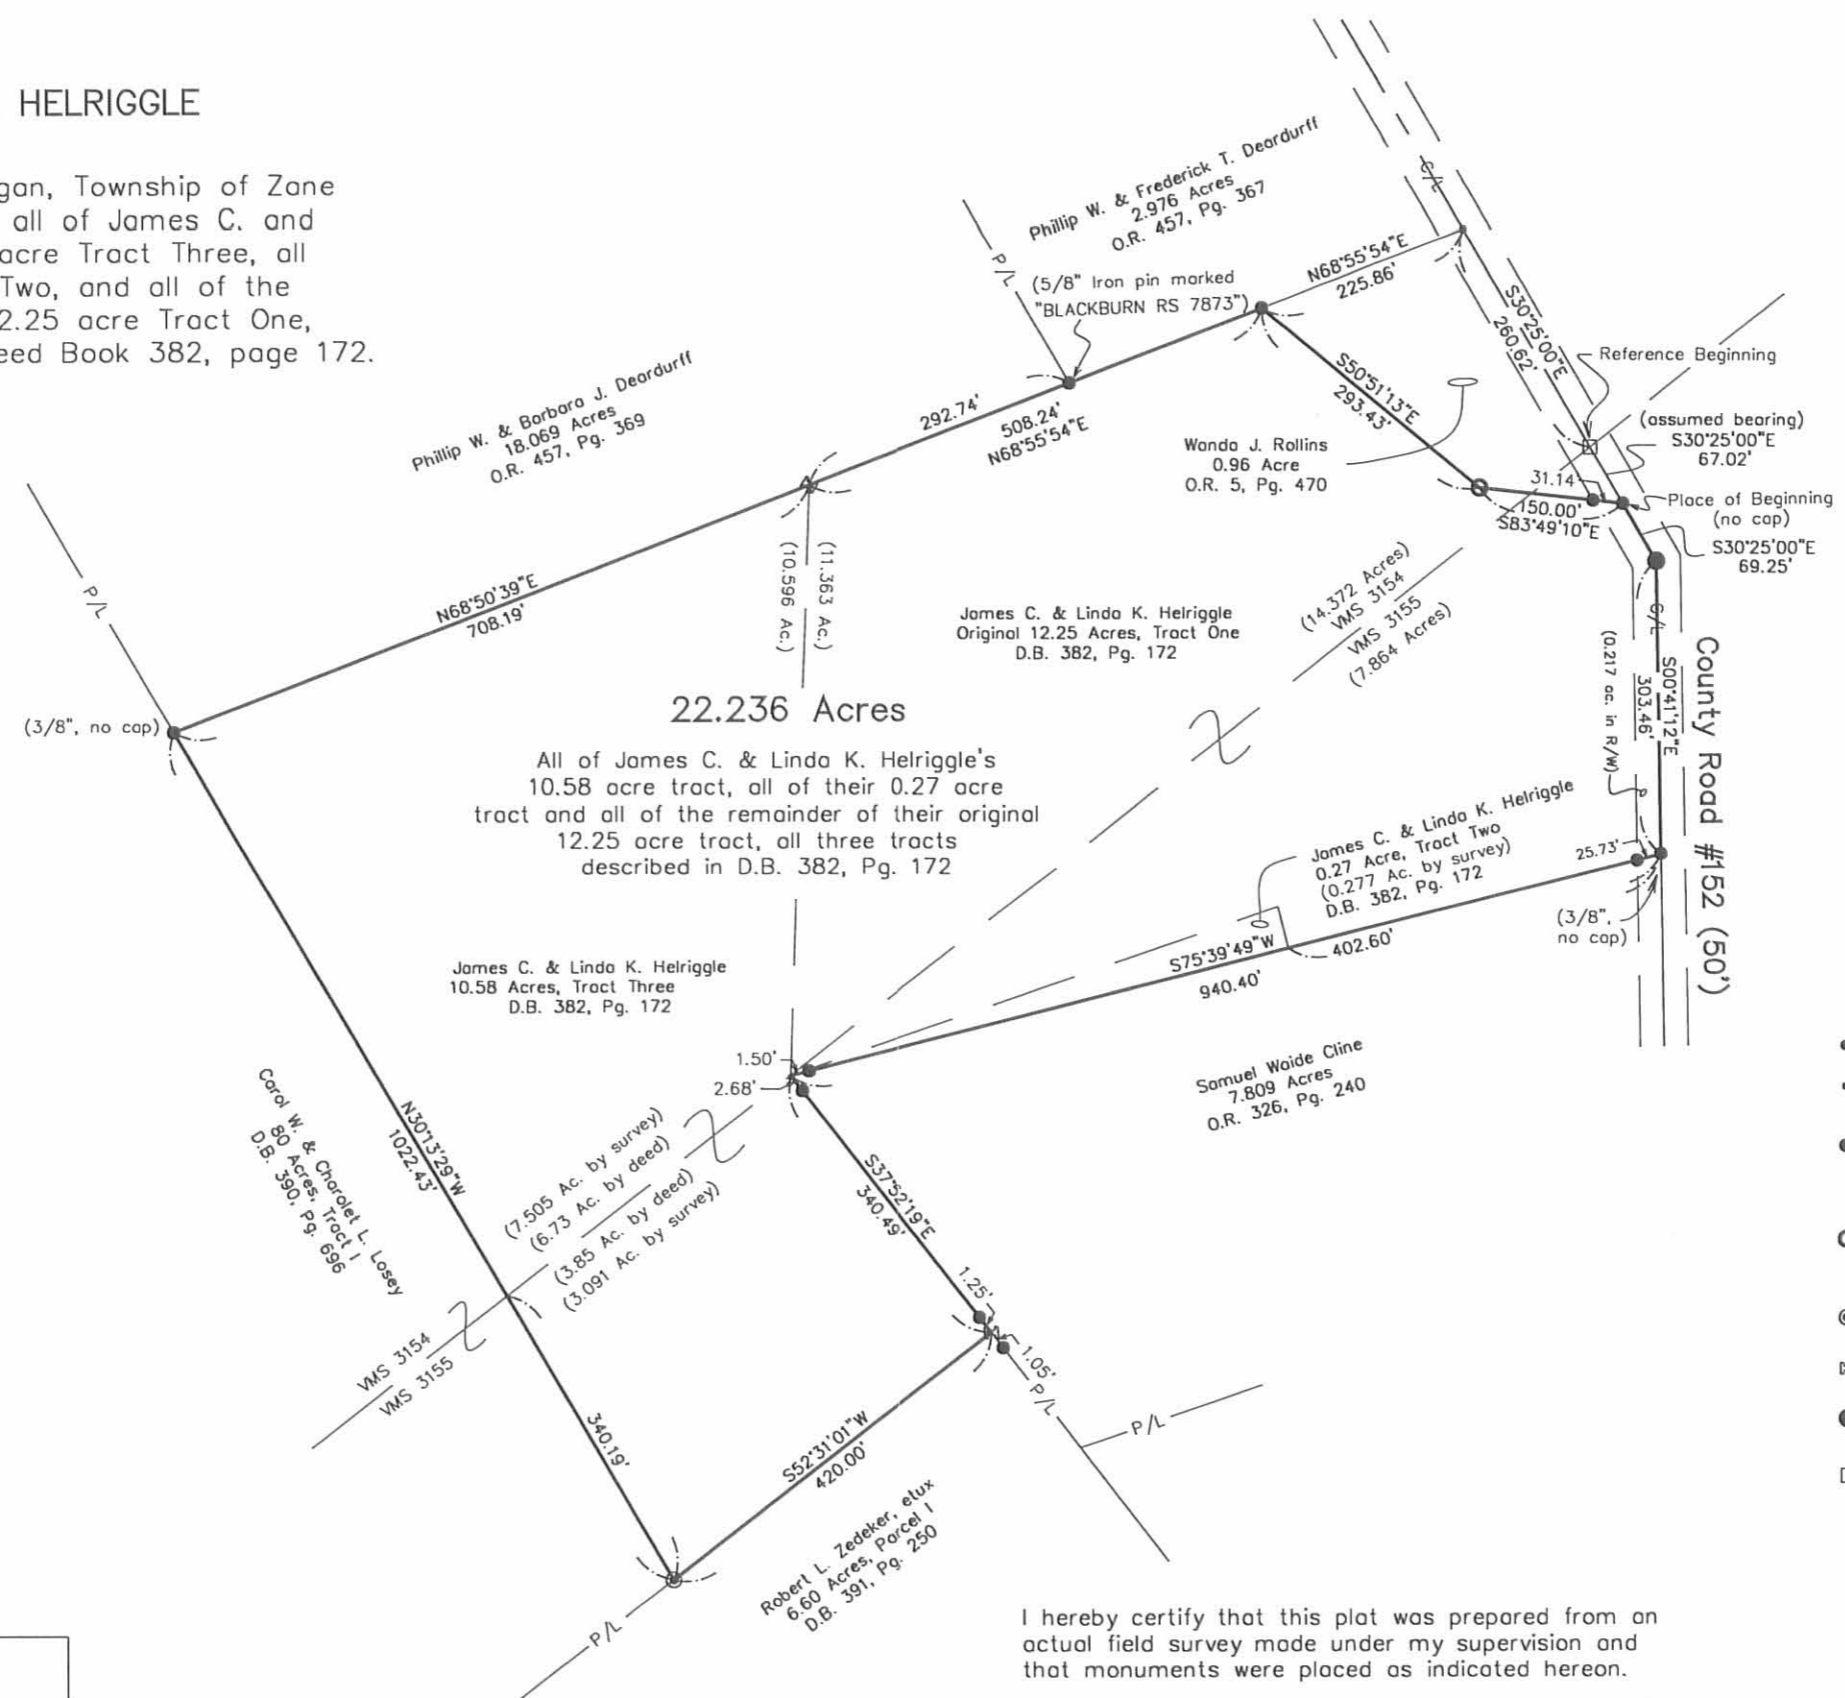 HELRIGGLE
gan, Township of Zane
all of James C. and
acre Tract Three, all
Two, and all of the
2.25 acre Tract One,
eed Book 382, page 172.
Phillip W. & Frederick T. Deardurff
2.976 Acres
O.R. 457, Pg. 367
C/L
P/L
(5/8" Iron pin marked
"BLACKBURN RS 7873")
N68°55'54"E
225.86'
S30°25'00"E
260.62'
Reference Beginning
(assumed bearing)
S30°25'00"E
67.02'
Phillip W. & Barbara J. Deardurff
18.069 Acres
O.R. 457, Pg. 369
292.74'
508.24'
N68°55'54"E
S50°51'13"E
293.43'
Wanda J. Rollins
0.96 Acre
O.R. 5, Pg. 470
31.14'
150.00'
S83°49'10"E
Place of Beginning
(no cap)
S30°25'00"E
69.25'
P/L
N68°50'39"E
708.19'
(10.596 Ac.)
(11.363 Ac.)
James C. & Linda K. Helriggle
Original 12.25 Acres, Tract One
D.B. 382, Pg. 172
(14.372 Acres)
VMS 3154
VMS 3155
(7.864 Acres)
C/L
(0.217 ac. in R/W)
S00°41'12"E
303.46'
County Road #152 (50')
(3/8", no cap)
22.236 Acres
All of James C. & Linda K. Helriggle's
10.58 acre tract, all of their 0.27 acre
tract and all of the remainder of their original
12.25 acre tract, all three tracts
described in D.B. 382, Pg. 172
James C. & Linda K. Helriggle
0.27 Acre, Tract Two
(0.277 Ac. by survey)
D.B. 382, Pg. 172
25.73'
(3/8",
no cap)
S75°39'49"W
940.40'
402.60'
James C. & Linda K. Helriggle
10.58 Acres, Tract Three
D.B. 382, Pg. 172
1.50'
2.68'
Samuel Waide Cline
7.809 Acres
O.R. 326, Pg. 240
Carol W. & Charolet L. Losey
80 Acres, Tract I
D.B. 390, Pg. 696
N30°13'29"W
1022.43'
(7.505 Ac. by survey)
(6.73 Ac. by deed)
(3.85 Ac. by deed)
(3.091 Ac. by survey)
S37°52'19"E
340.49'
1.25'
1.05'
P/L
P/L
VMS 3154
VMS 3155
340.19'
S52°31'01"W
420.00'
Robert L. Zedeker, etux
6.60 Acres, Parcel I
D.B. 391, Pg. 250
P/L
I hereby certify that this plat was prepared from an
actual field survey made under my supervision and
that monuments were placed as indicated hereon.